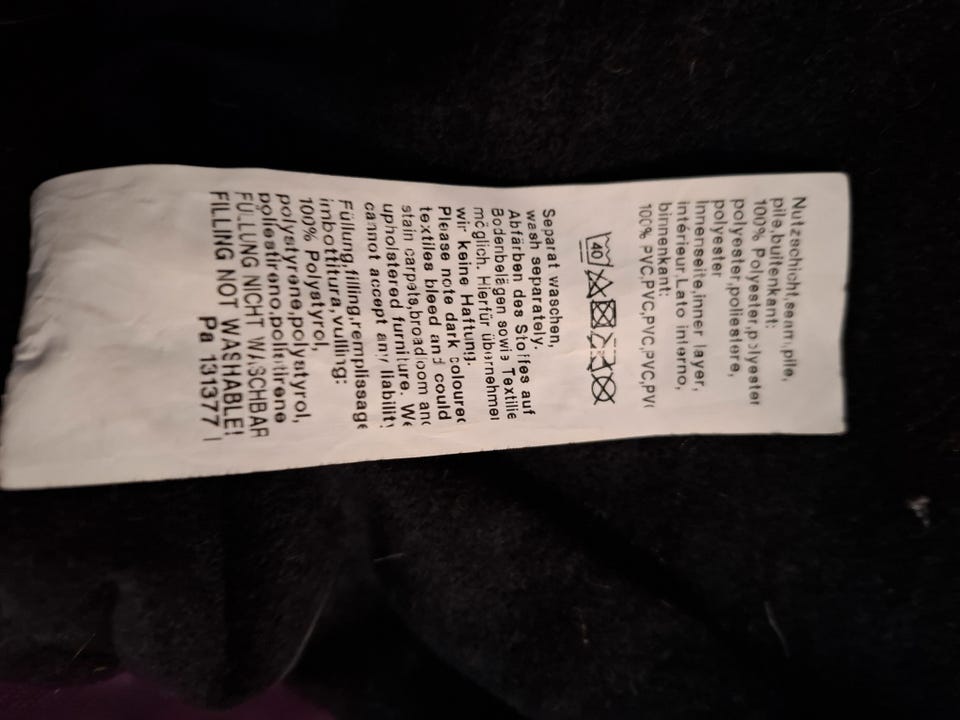 Nutzschicht,seam,pile,
pile,buitenkant:
100% Polyester,polyester
polyester,poliestere,
polyester
Innenseite,inner layer,
intérieur,Lato interno,
binnenkant:
100% PVC,PVC,PVC,PVC,PV
40
Separat waschen,
wash separately.
Abfärben des Stoffes auf
Bodenbelägen sowie Textilie
möglich. Hierfür übernehmen
wir keine Haftung.
Please note dark coloured
textiles bleed and could
stain carpets,broadloom and
upholstered furniture. We
cannot accept any liability
Füllung,filling,remplissage
imbottitura,vulling:
100% Polystyrol,
polystyrene,polystyrol,
poliestireno,politirene
FÜLLUNG NICHT WASCHBAR
FILLING NOT WASHABLE!
Pa 131377